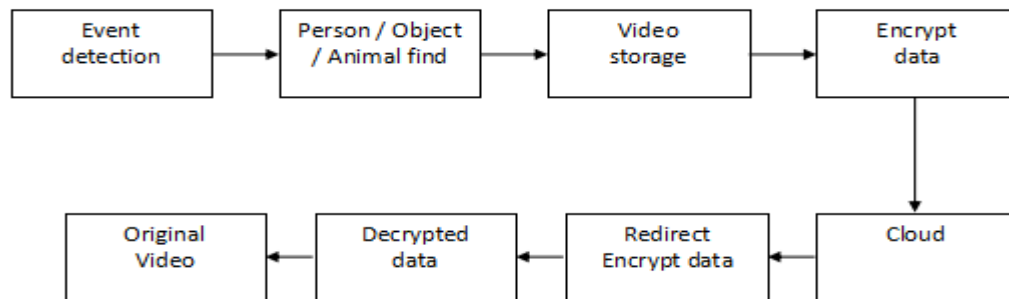 Event
detection
Person / Object
/ Animal find
Video
storage
Encrypt
data
Original
Video
Decrypted
data
Redirect
Encrypt data
Cloud